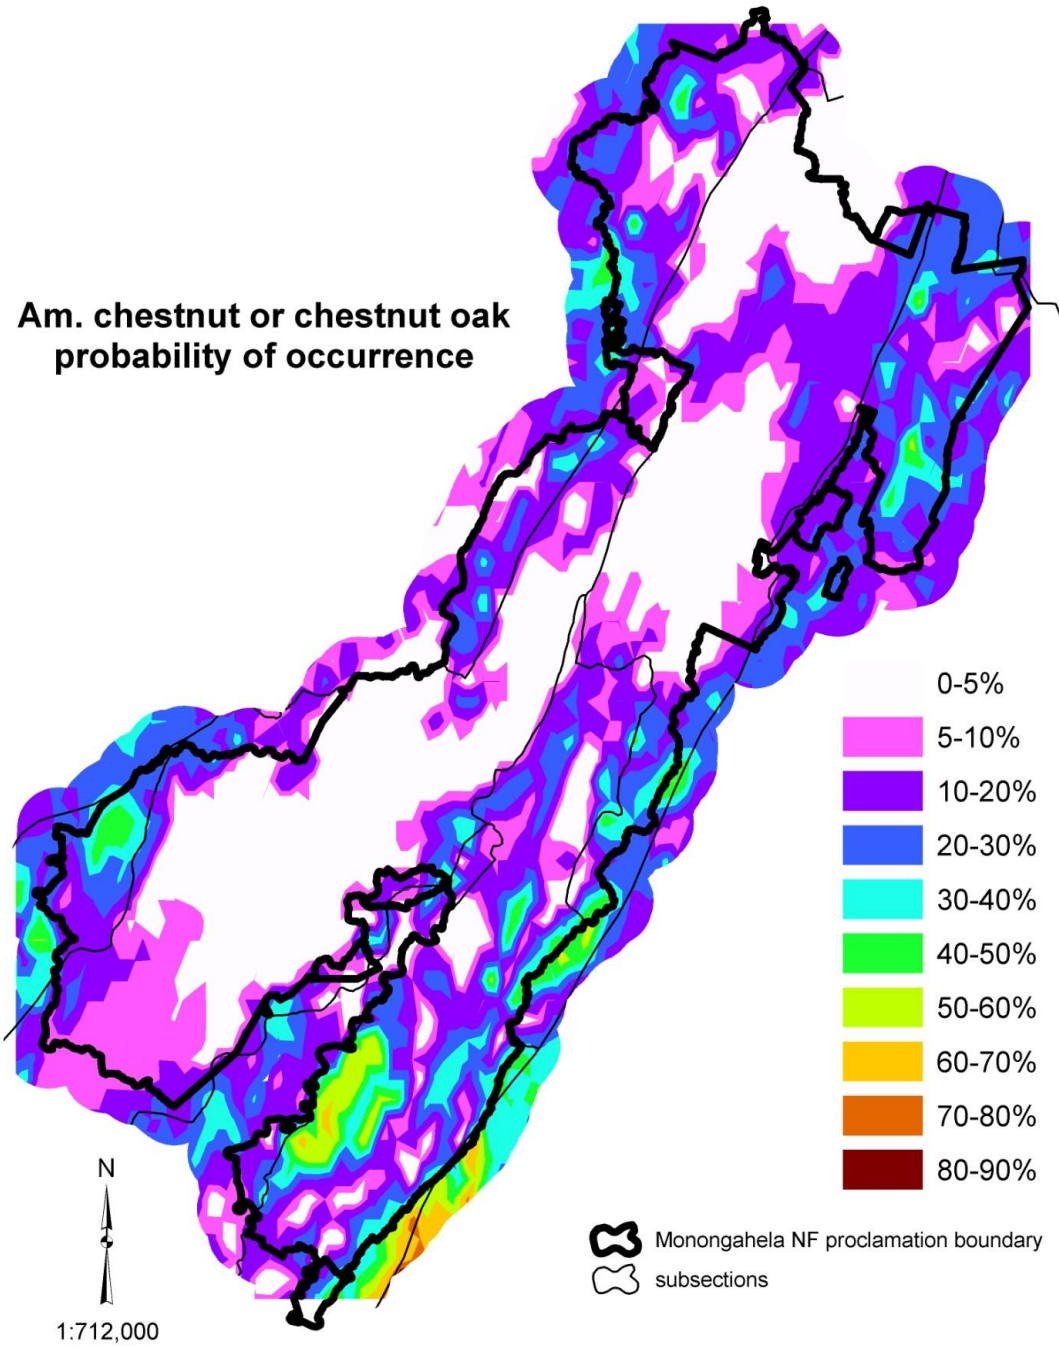 Am. chestnut or chestnut oak
probability of occurrence
0-5%
5-10%
10-20%
20-30%
30-40%
40-50%
50-60%
60-70%
70-80%
80-90%
N
1:712,000
Monongahela NF proclamation boundary
subsections